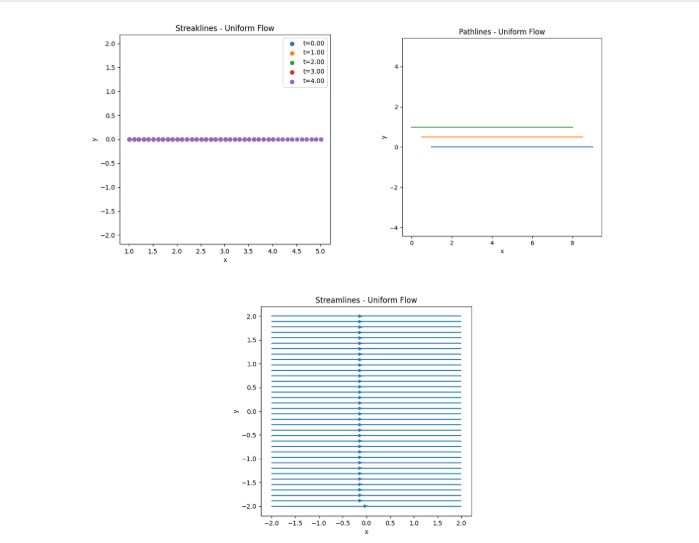 Streaklines - Uniform Flow
2.0
1.5
1.0
0.5
0.0
−0.5
−1.0
−1.5
−2.0
y
t=0.00
t=1.00
t=2.00
t=3.00
t=4.00
1.0 1.5 2.0 2.5 3.0 3.5 4.0 4.5 5.0
x
Pathlines - Uniform Flow
4
2
0
−2
−4
y
0 2 4 6 8
x
Streamlines - Uniform Flow
2.0
1.5
1.0
0.5
0.0
−0.5
−1.0
−1.5
−2.0
y
−2.0 −1.5 −1.0 −0.5 0.0 0.5 1.0 1.5 2.0
x